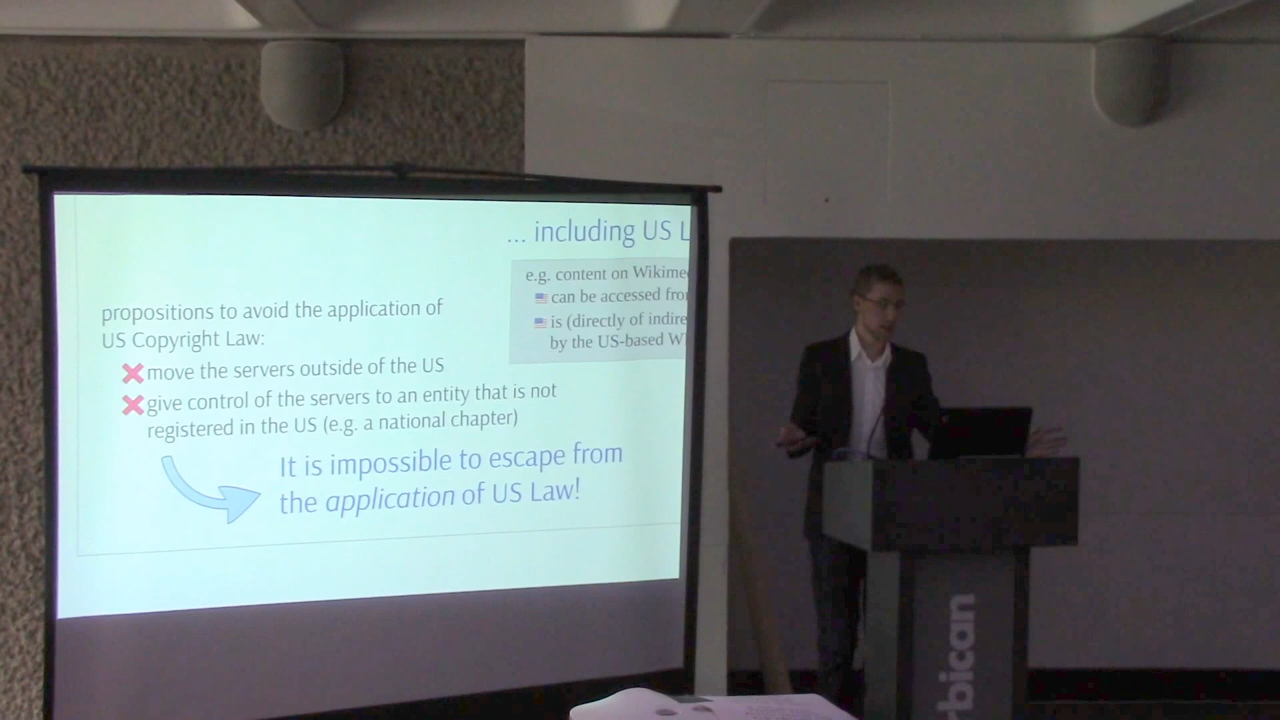 ... including US L
e.g. content on Wikime
can be accessed fro
is (directly of indire
by the US-based W
propositions to avoid the application of
US Copyright Law:
move the servers outside of the US
give control of the servers to an entity that is not
registered in the US (e.g. a national chapter)
It is impossible to escape from
the application of US Law!
rbican